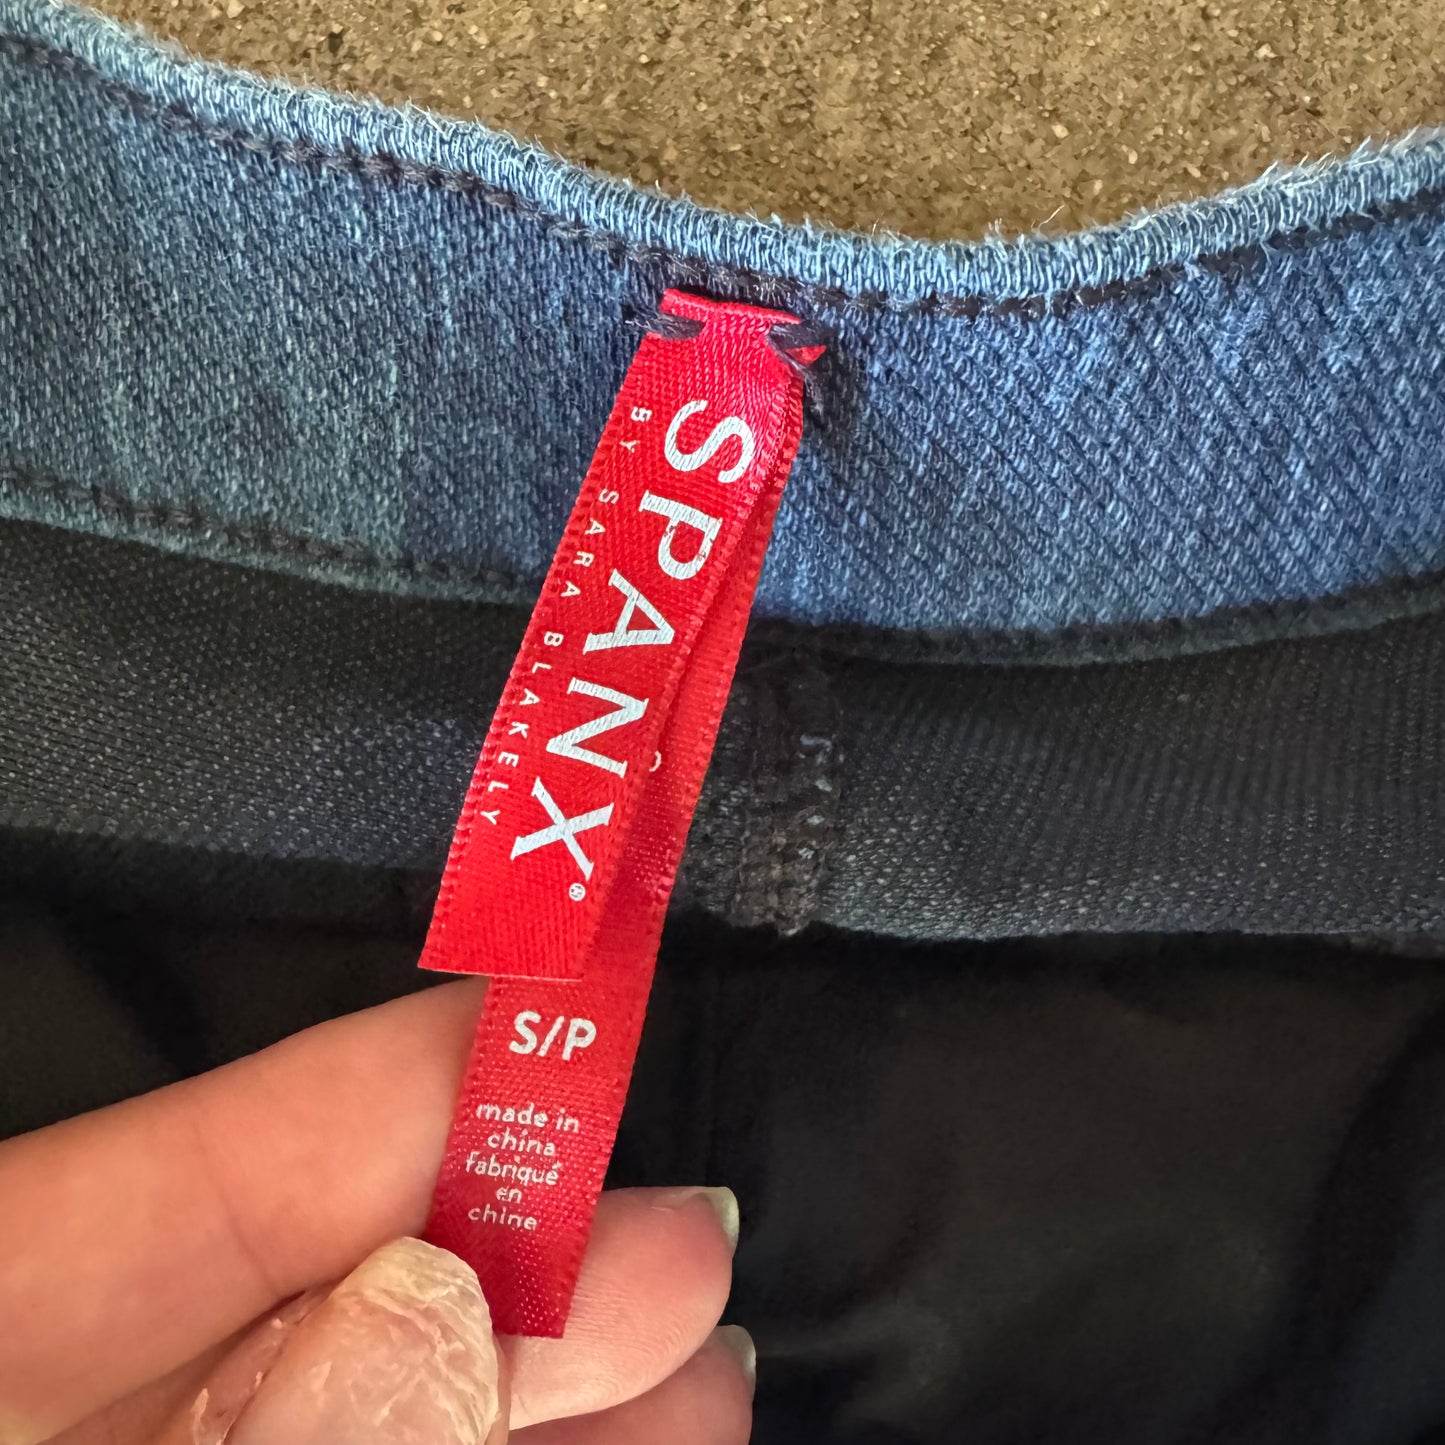 SPANX®
BY SARA BLAKELY
S/P
made in
china
fabriqué
en
chine